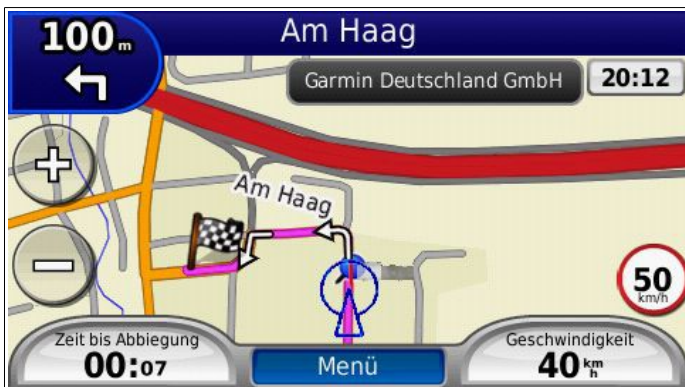 100 m
Am Haag
Garmin Deutschland GmbH
20:12
Am Haag
50
km/h
Zeit bis Abbiegung
00:07
Menü
Geschwindigkeit
40 km/h